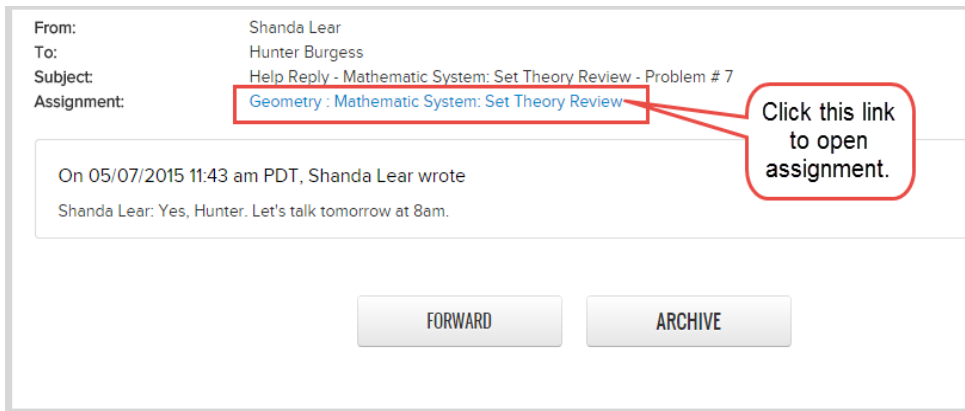 From: Shanda Lear
To: Hunter Burgess
Subject: Help Reply - Mathematic System: Set Theory Review - Problem # 7
Assignment: Geometry : Mathematic System: Set Theory Review
Click this link
to open
assignment.
On 05/07/2015 11:43 am PDT, Shanda Lear wrote
Shanda Lear: Yes, Hunter. Let's talk tomorrow at 8am.
FORWARD ARCHIVE